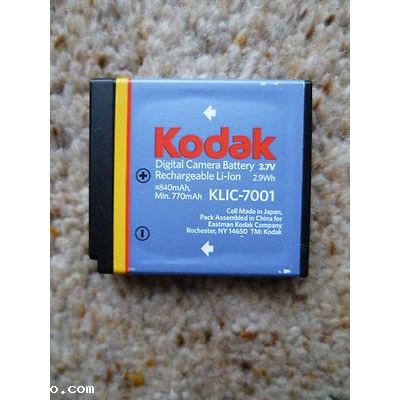 Kodak
Digital Camera Battery 3.7V
Rechargeable Li-Ion 2.9Wh
≤840mAh,
Min. 770mAh KLIC-7001
Cell Made in Japan,
Pack Assembled in China for
Eastman Kodak Company
Rochester, NY 14650 TM: Kodak
o.com